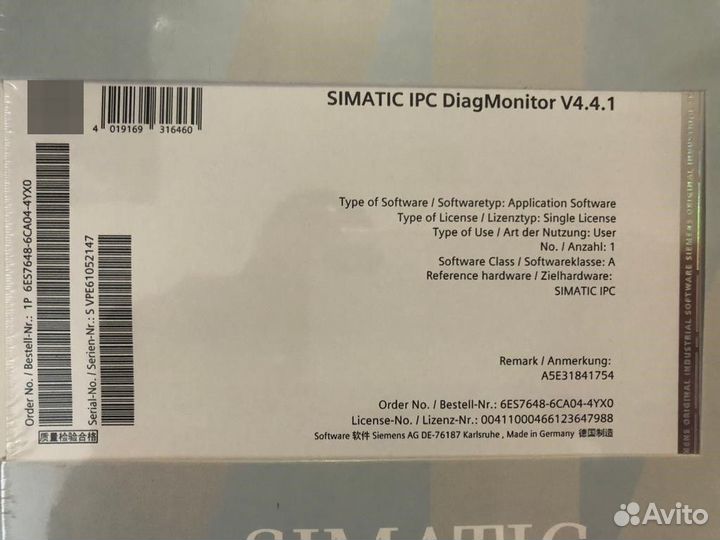 SIMATIC IPC DiagMonitor V4.4.1
4 019169 316460
Type of Software / Softwaretyp: Application Software
Type of License / Lizenztyp: Single License
Type of Use / Art der Nutzung: User
No. / Anzahl: 1
Software Class / Softwareklasse: A
Reference hardware / Zielhardware:
SIMATIC IPC
Remark / Anmerkung:
A5E31841754
Order No. / Bestell-Nr.: 6ES7648-6CA04-4YX0
License-No. / Lizenz-Nr.: 00411000466123647988
Software 软件 Siemens AG DE-76187 Karlsruhe , Made in Germany 德国制造
Order No. / Bestell-Nr.: 1P 6ES7648-6CA04-4YX0
Serial-No. / Serien-Nr.: S VPE61052147
质量检验合格
MENS ORIGINAL INDUSTRIAL SOFTWARE SIEMENS ORIGINAL INDUSTRIAL
SIMATIC
Avito